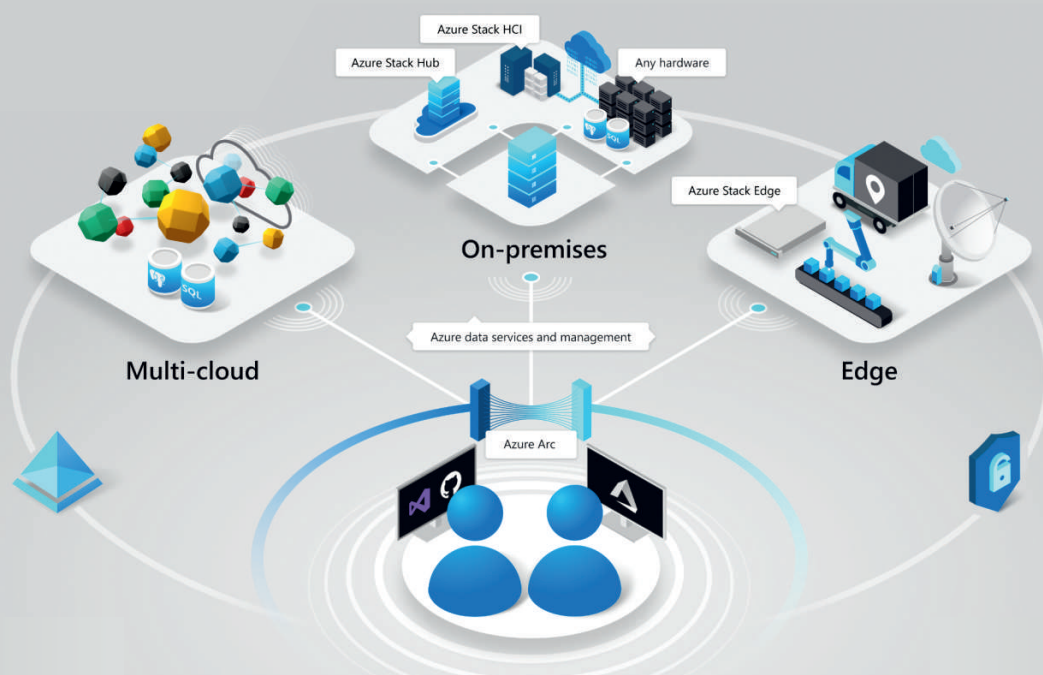 Azure Stack HCI
Azure Stack Hub
Any hardware
SQL
Azure Stack Edge
On-premises
SQL
Azure data services and management
Multi-cloud
Edge
Azure Arc